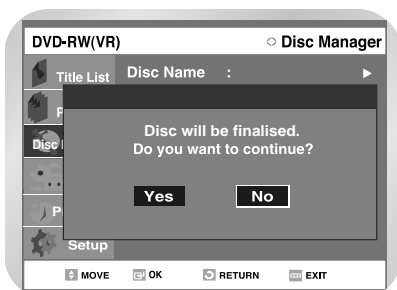 DVD-RW(VR) Disc Manager
Title List Disc Name :
P
Disc
Disc will be finalised.
Do you want to continue?
Yes No
P
Setup
MOVE OK RETURN EXIT